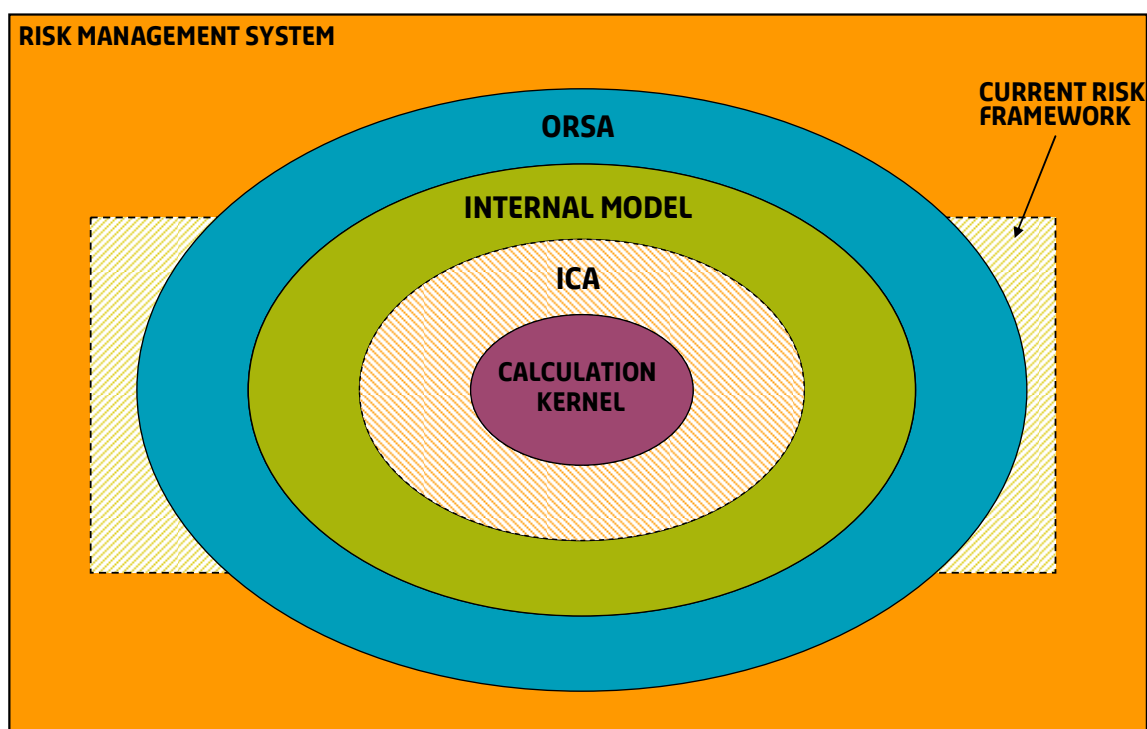 RISK MANAGEMENT SYSTEM
CURRENT RISK
FRAMEWORK
ORSA
INTERNAL MODEL
ICA
CALCULATION
KERNEL